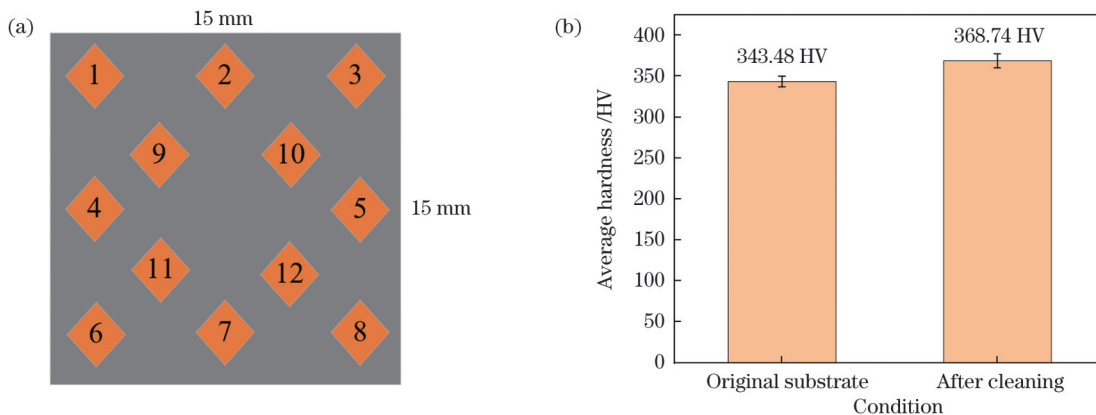 (a)
15 mm
1 2 3
9 10
4 5
15 mm
11 12
6 7 8
(b)
400
350
300
250
200
150
100
50
0
Average hardness /HV
343.48 HV
368.74 HV
Original substrate After cleaning
Condition